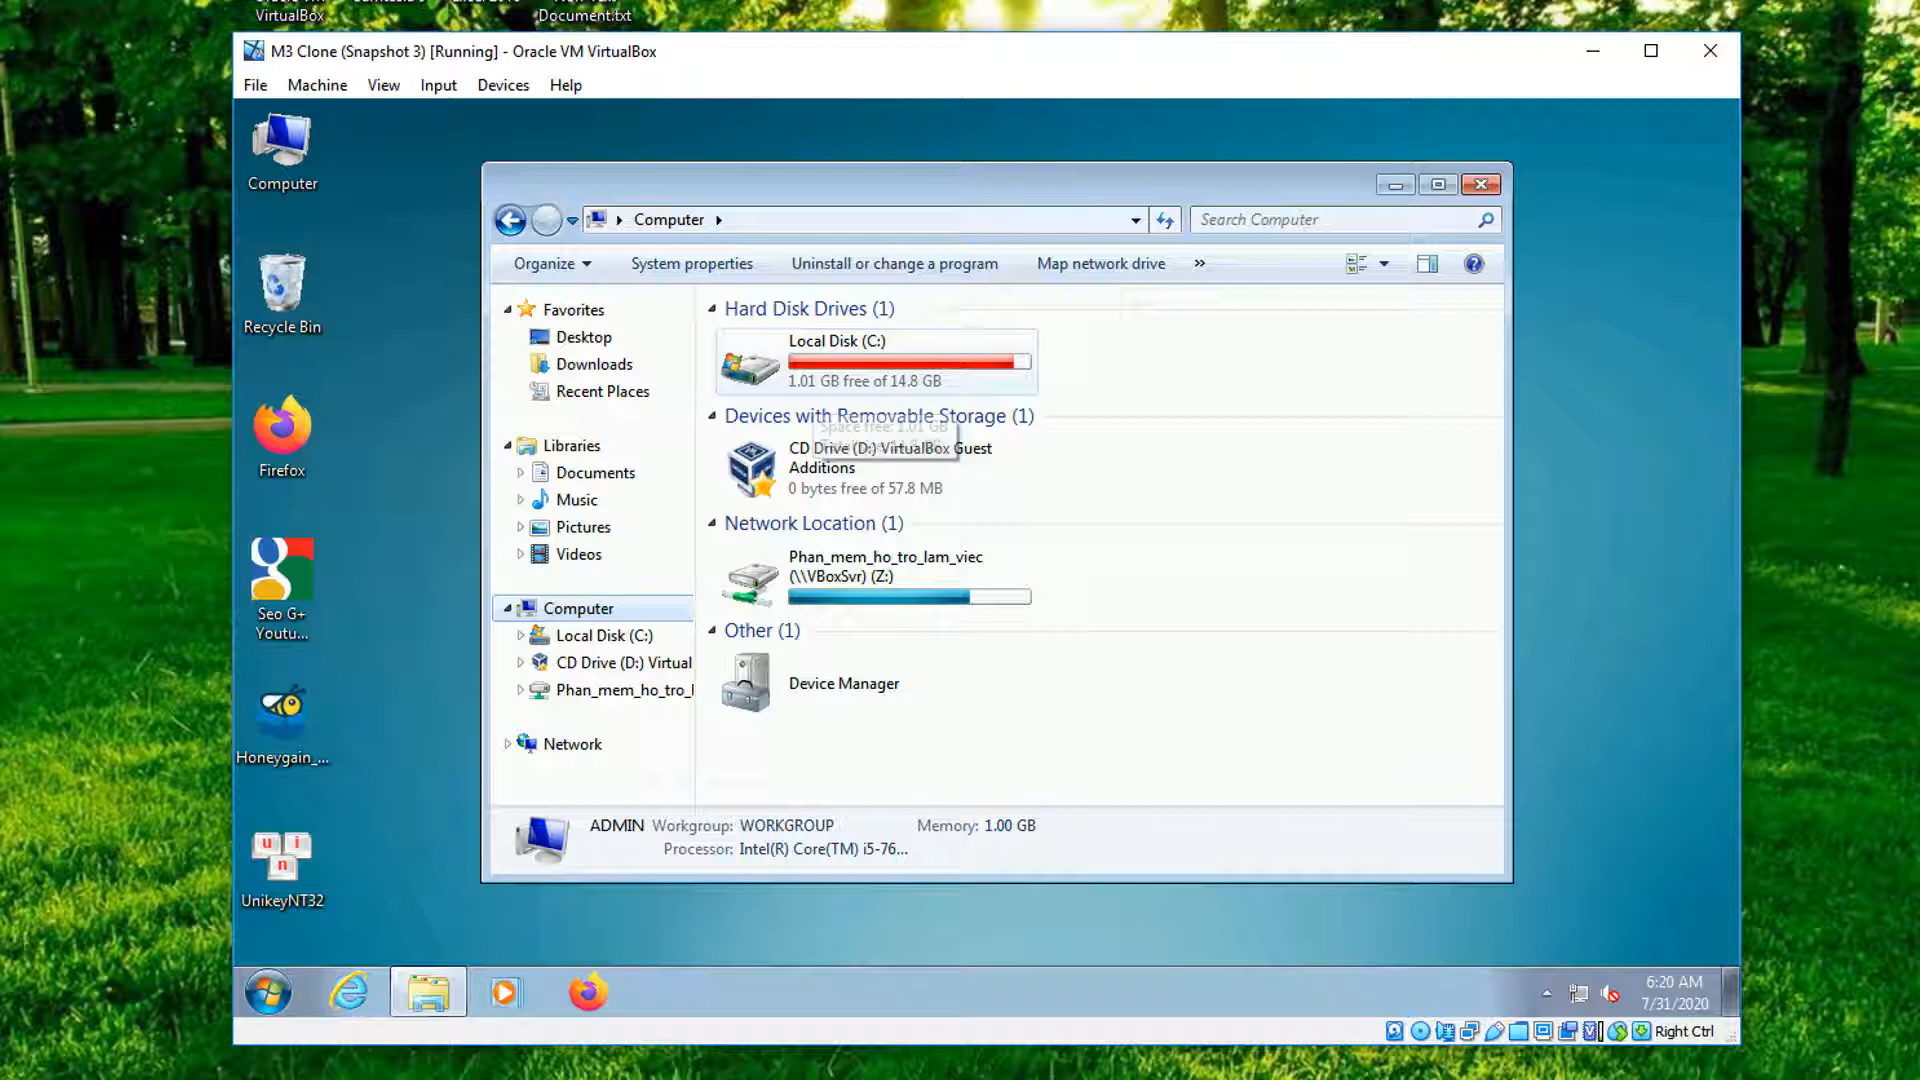 VirtualBox
Document.txt
M3 Clone (Snapshot 3) [Running] - Oracle VM VirtualBox
File Machine View Input Devices Help
Computer
Recycle Bin
Firefox
Seo G+
Youtu...
Honeygain_...
UnikeyNT32
Computer
Search Computer
Organize System properties Uninstall or change a program Map network drive »
Favorites
Desktop
Downloads
Recent Places
Libraries
Documents
Music
Pictures
Videos
Computer
Local Disk (C:)
CD Drive (D:) Virtual
Phan_mem_ho_tro_l
Network
Hard Disk Drives (1)
Local Disk (C:)
1.01 GB free of 14.8 GB
Devices with Removable Storage (1)
Space free: 1.01 GB
CD Drive (D:) VirtualBox Guest
Additions
0 bytes free of 57.8 MB
Network Location (1)
Phan_mem_ho_tro_lam_viec
(\\VBoxSvr) (Z:)
Other (1)
Device Manager
ADMIN Workgroup: WORKGROUP Memory: 1.00 GB
Processor: Intel(R) Core(TM) i5-76...
6:20 AM
7/31/2020
Right Ctrl